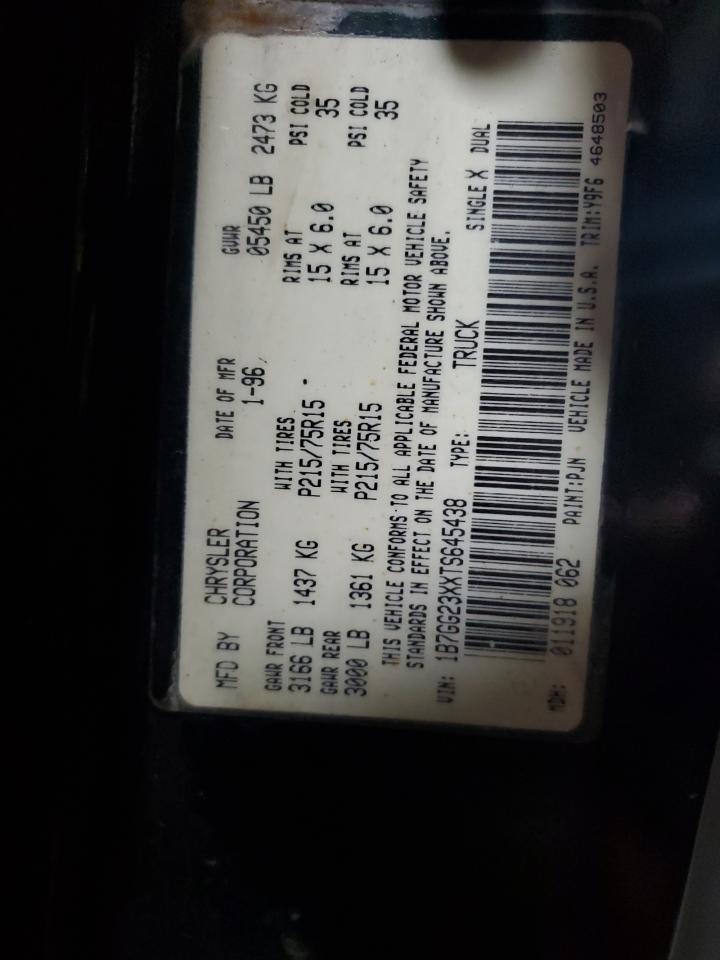 MFD BY CHRYSLER CORPORATION DATE OF MFR 1-96 GVWR 05450 LB 2473 KG
GAWR FRONT WITH TIRES RIMS AT PSI COLD
3166 LB 1437 KG P215/75R15 15 X 6.0 35
GAWR REAR WITH TIRES RIMS AT PSI COLD
3000 LB 1361 KG P215/75R15 15 X 6.0 35
THIS VEHICLE CONFORMS TO ALL APPLICABLE FEDERAL MOTOR VEHICLE SAFETY
STANDARDS IN EFFECT ON THE DATE OF MANUFACTURE SHOWN ABOVE.
VIN: 1B7GG23XXTS645438 TYPE: TRUCK SINGLE X DUAL
MDH: 011918 062 PAINT:PJN VEHICLE MADE IN U.S.A. TRIM:Y9F6 4648503